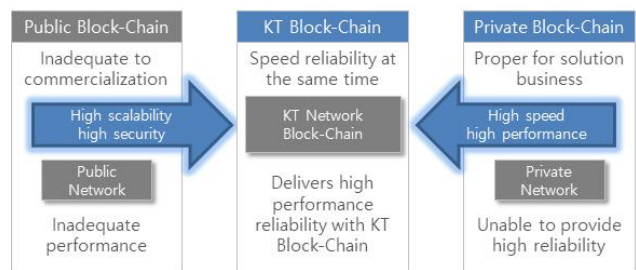 Public Block-Chain
Inadequate to
commercialization
High scalability
high security
Public
Network
Inadequate
performance
KT Block-Chain
Speed reliability at
the same time
KT Network
Block-Chain
Delivers high
performance
reliability with KT
Block-Chain
Private Block-Chain
Proper for solution
business
High speed
high performance
Private
Network
Unable to provide
high reliability